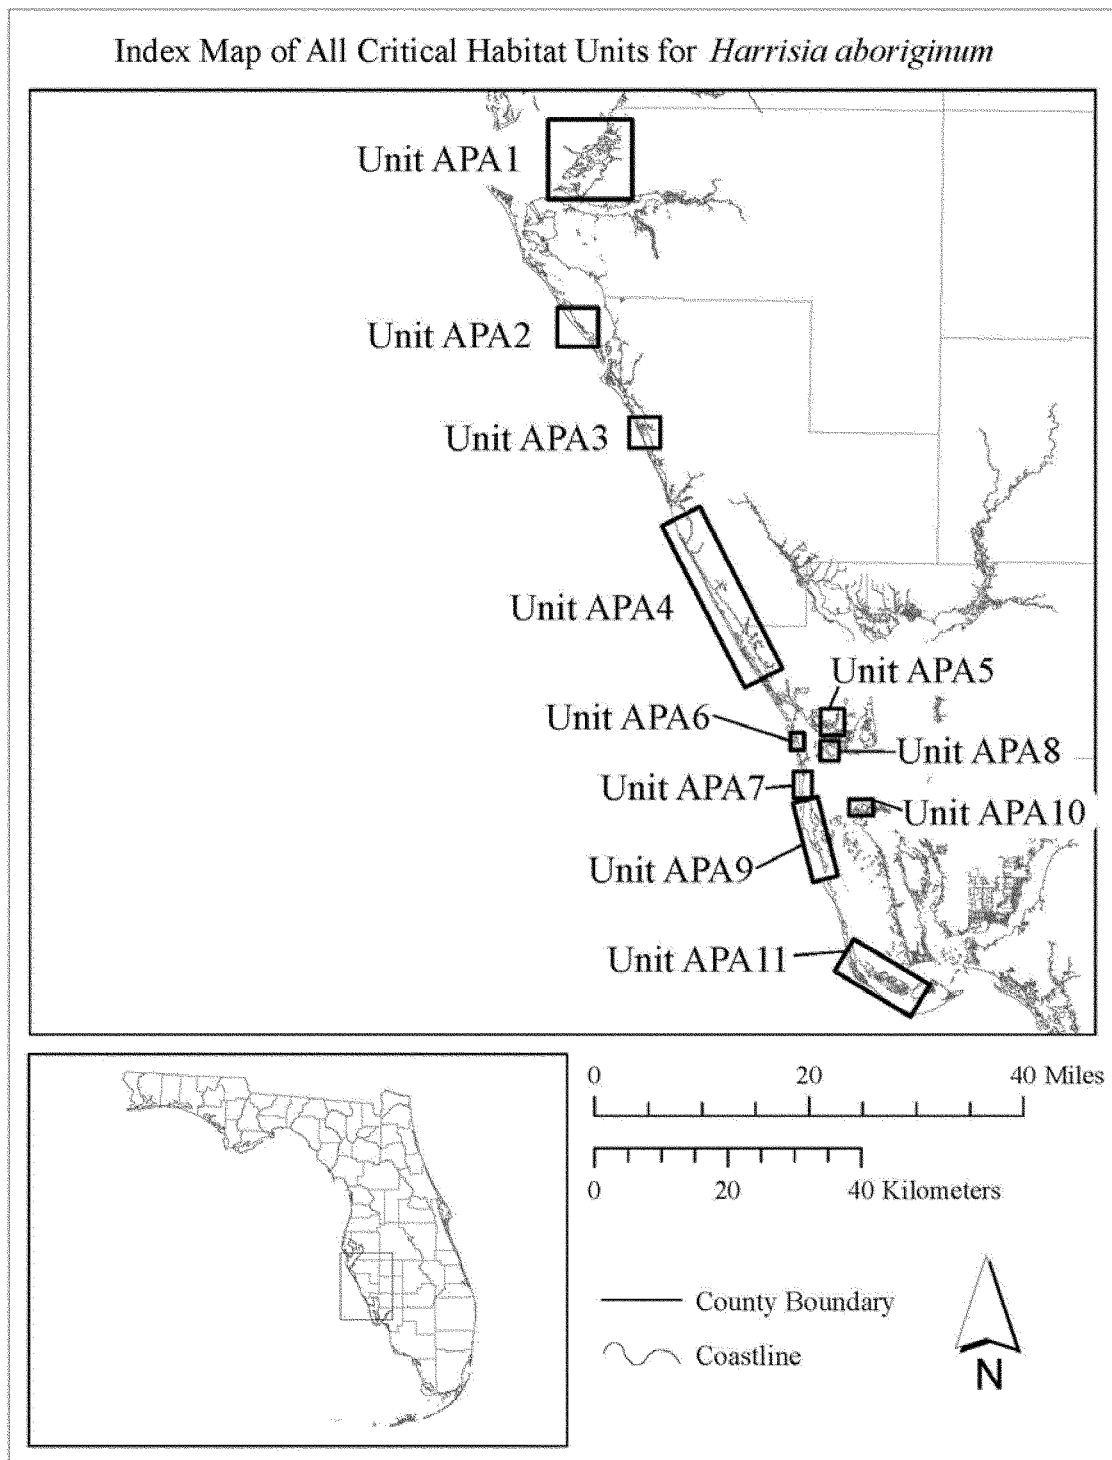 Index Map of All Critical Habitat Units for Harrisia aboriginum
Unit APA1
Unit APA2
Unit APA3
Unit APA4
Unit APA5
Unit APA6
Unit APA8
Unit APA7
Unit APA10
Unit APA9
Unit APA11
0 20 40 Miles
0 20 40 Kilometers
County Boundary
Coastline
N